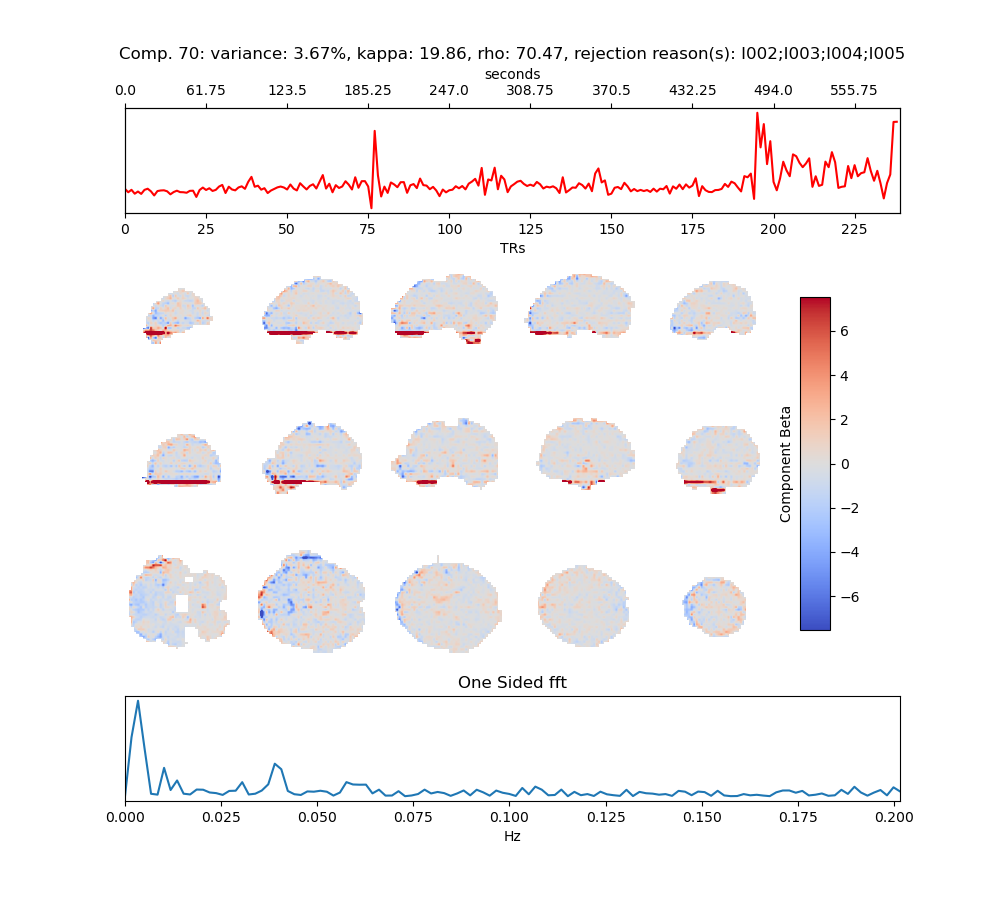 Comp. 70: variance: 3.67%, kappa: 19.86, rho: 70.47, rejection reason(s): I002;I003;I004;I005
seconds
0.0 61.75 123.5 185.25 247.0 308.75 370.5 432.25 494.0 555.75
0 25 50 75 100 125 150 175 200 225
TRs
6
4
2
0
−2
−4
−6
Component Beta
One Sided fft
0.000 0.025 0.050 0.075 0.100 0.125 0.150 0.175 0.200
Hz